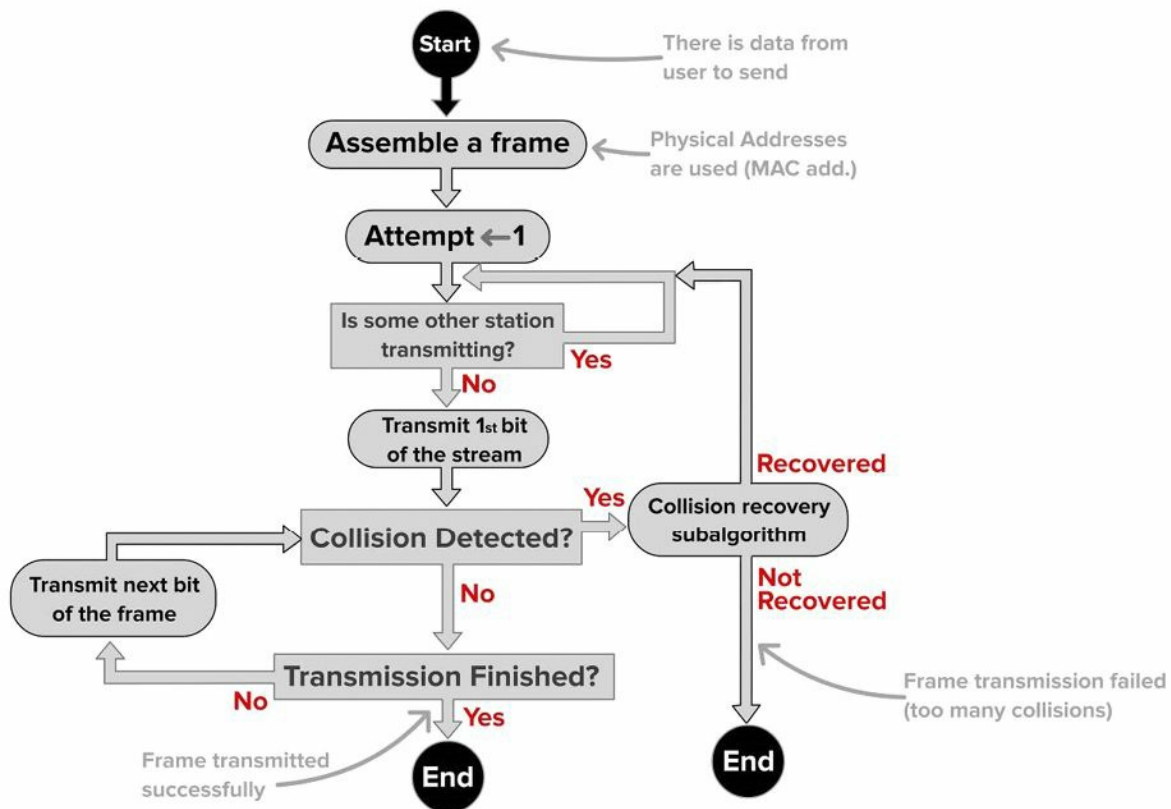 Start
There is data from
user to send
Assemble a frame
Physical Addresses
are used (MAC add.)
Attempt ←1
Is some other station
transmitting?
Yes
No
Transmit 1st bit
of the stream
Recovered
Yes
Collision recovery
subalgorithm
Collision Detected?
Transmit next bit
of the frame
No
Not
Recovered
Transmission Finished?
No
Yes
Frame transmission failed
(too many collisions)
Frame transmitted
successfully
End
End